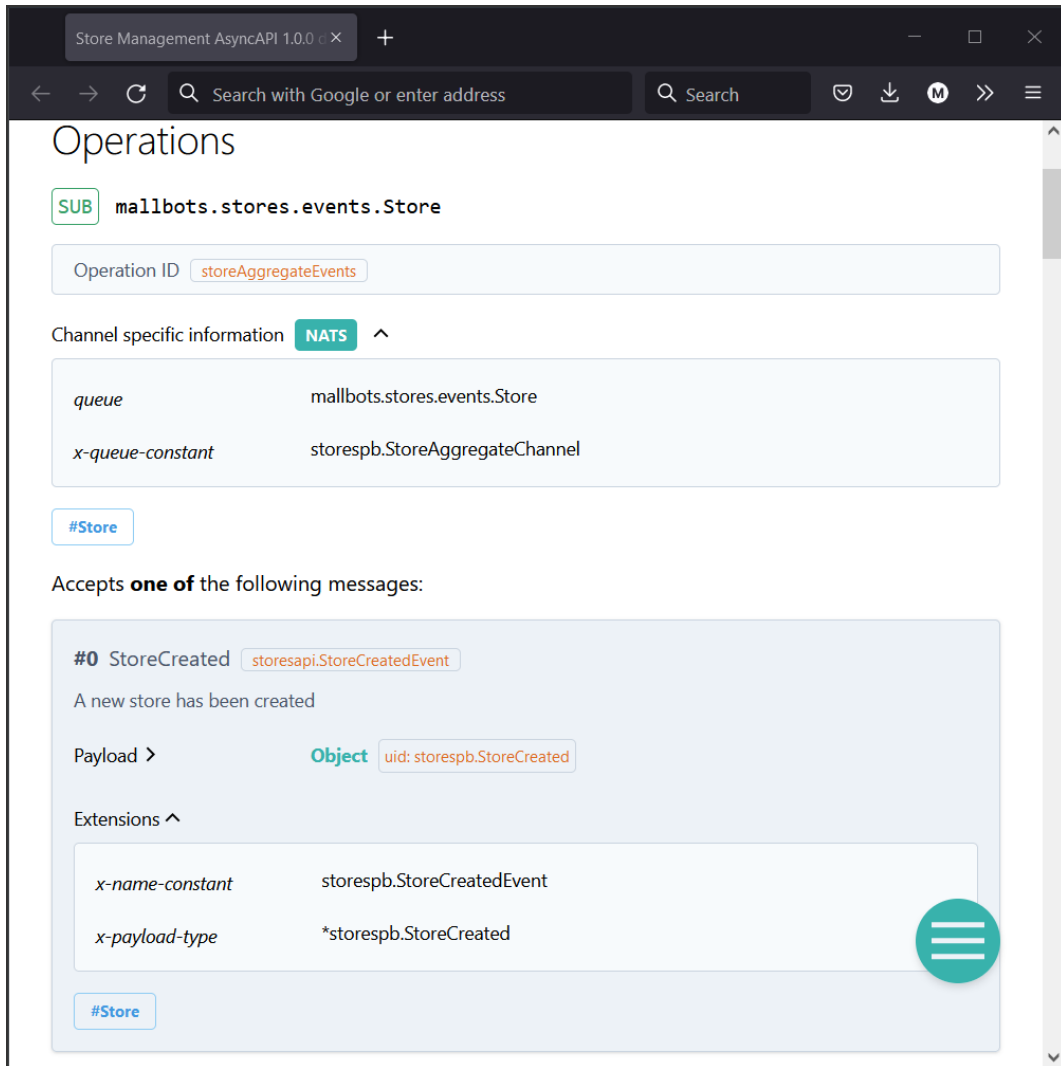 Store Management AsyncAPI 1.0.0 d
Search with Google or enter address
Search
M
Operations
SUB mallbots.stores.events.Store
Operation ID storeAggregateEvents
Channel specific information NATS
queue mallbots.stores.events.Store
x-queue-constant storespb.StoreAggregateChannel
#Store
Accepts one of the following messages:
#0 StoreCreated storesapi.StoreCreatedEvent
A new store has been created
Payload Object uid: storespb.StoreCreated
Extensions
x-name-constant storespb.StoreCreatedEvent
x-payload-type *storespb.StoreCreated
#Store